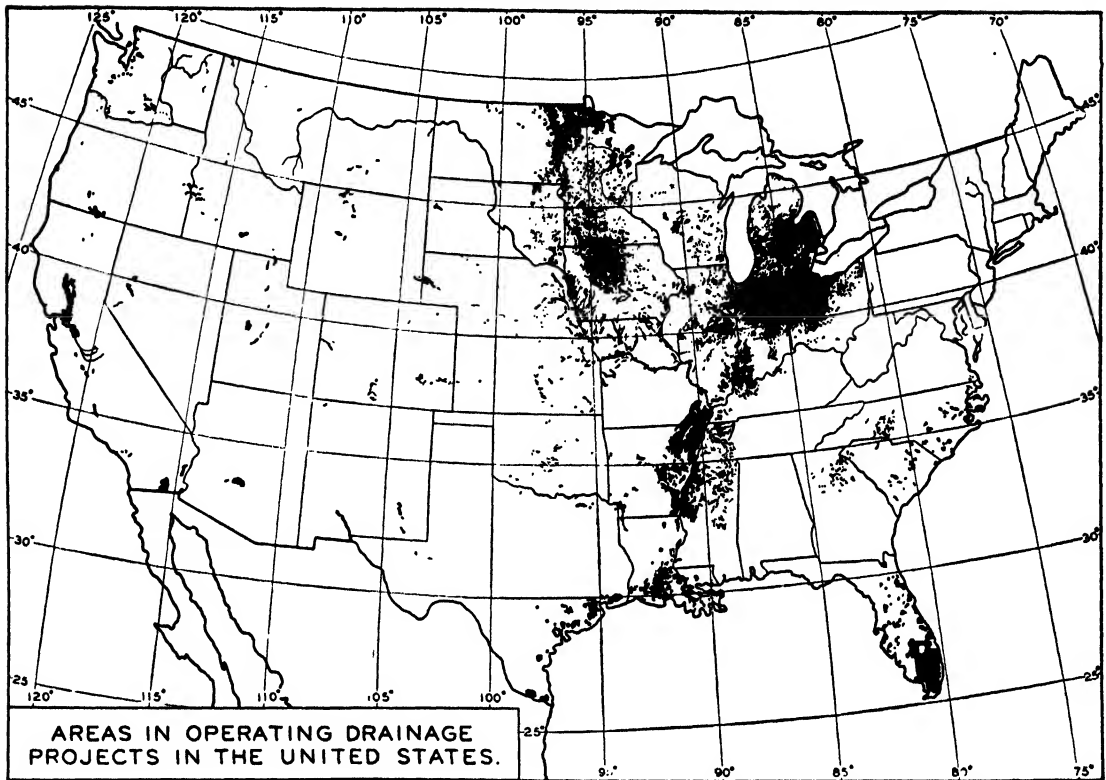 125° 120° 115° 110° 105° 100° 95° 90° 85° 80° 75° 70°
45° 45°
40° 40°
35° 35°
30° 30°
25 25°
120° 115° 110° 105° 100°
25°
90° 85° 80° 75°
AREAS IN OPERATING DRAINAGE
PROJECTS IN THE UNITED STATES.